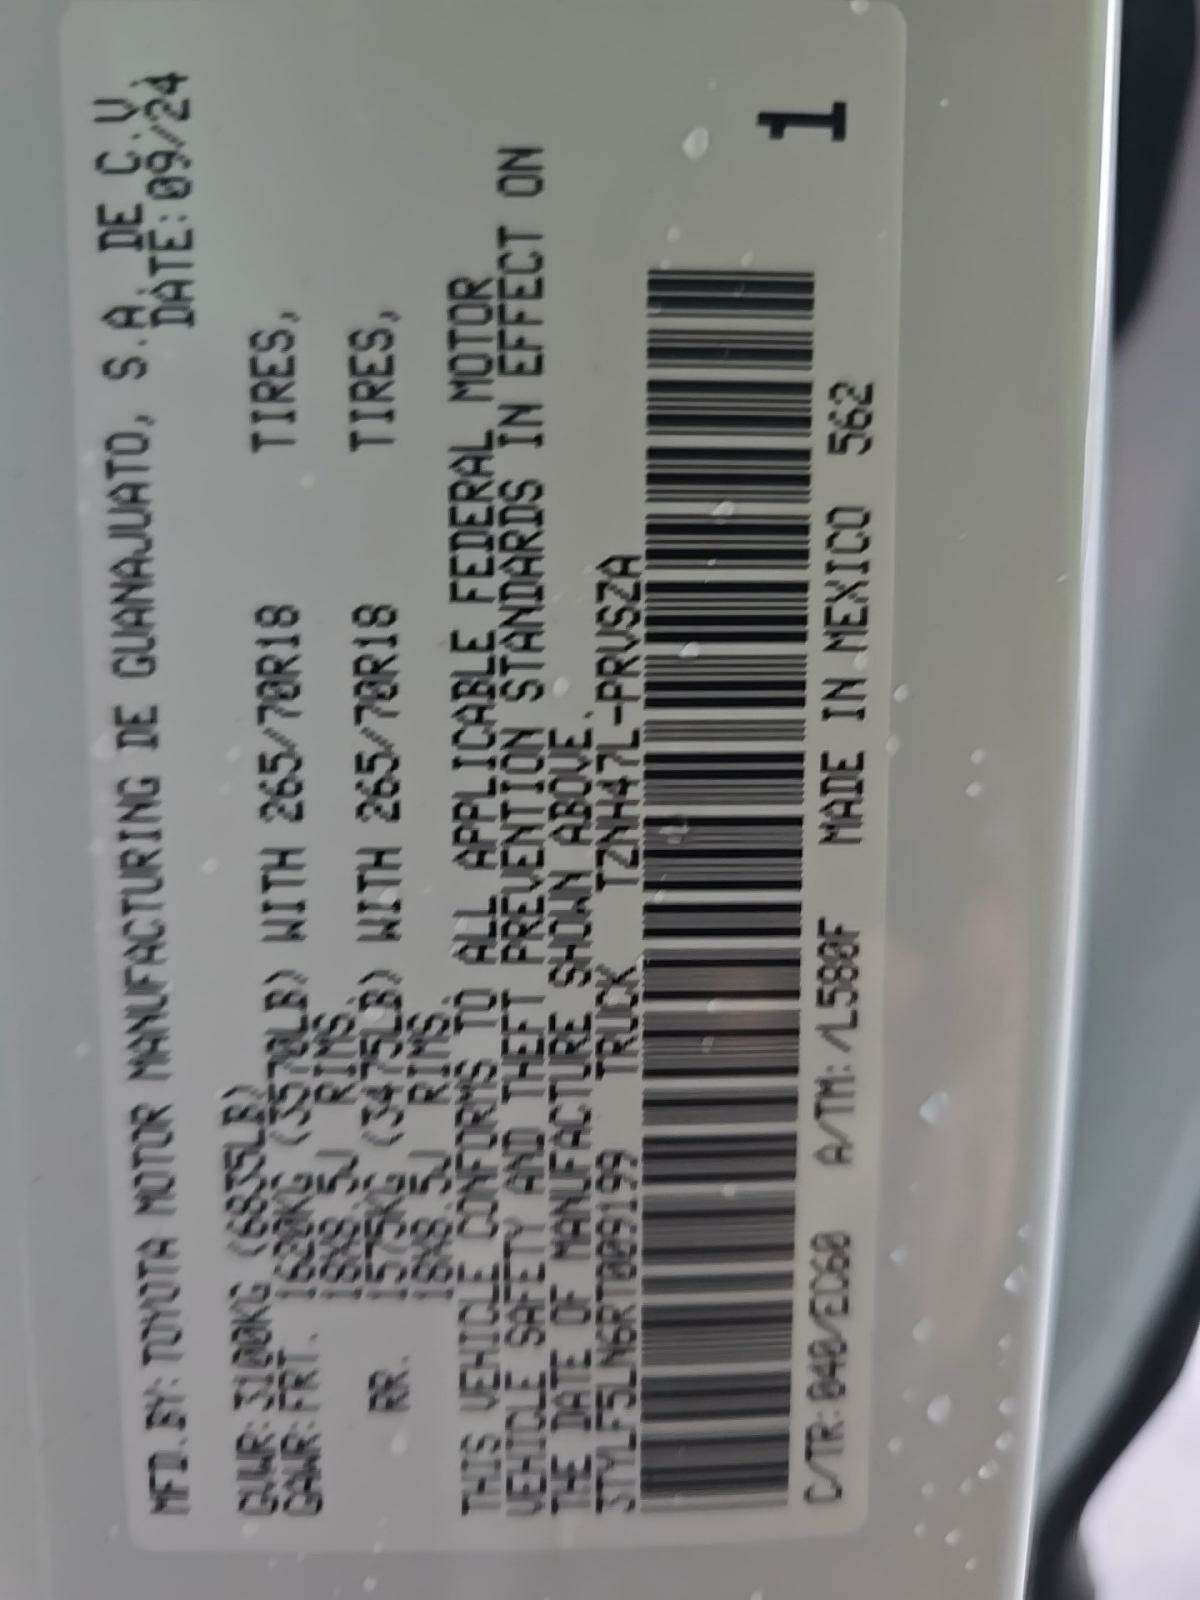 MFD.BY:TOYOTA MOTOR MANUFACTURING DE GUANAJUATO, S.A. DE C.V.
DATE:09/24
GVWR:3100KG (6835LB)
GAWR:FRT. 1620KG (3570LB) WITH 265/70R18 TIRES,
18X8.5J RIMS,
RR. 1575KG (3475LB) WITH 265/70R18 TIRES,
18X8.5J RIMS,
THIS VEHICLE CONFORMS TO ALL APPLICABLE FEDERAL MOTOR
VEHICLE SAFETY AND THEFT PREVENTION STANDARDS IN EFFECT ON
THE DATE OF MANUFACTURE SHOWN ABOVE.
3TYLF5LN6RT009199 TRUCK TZNH47L-PRVSZA
1
C/TR:040/EC60 A/TM:/L580F MADE IN MEXICO 562